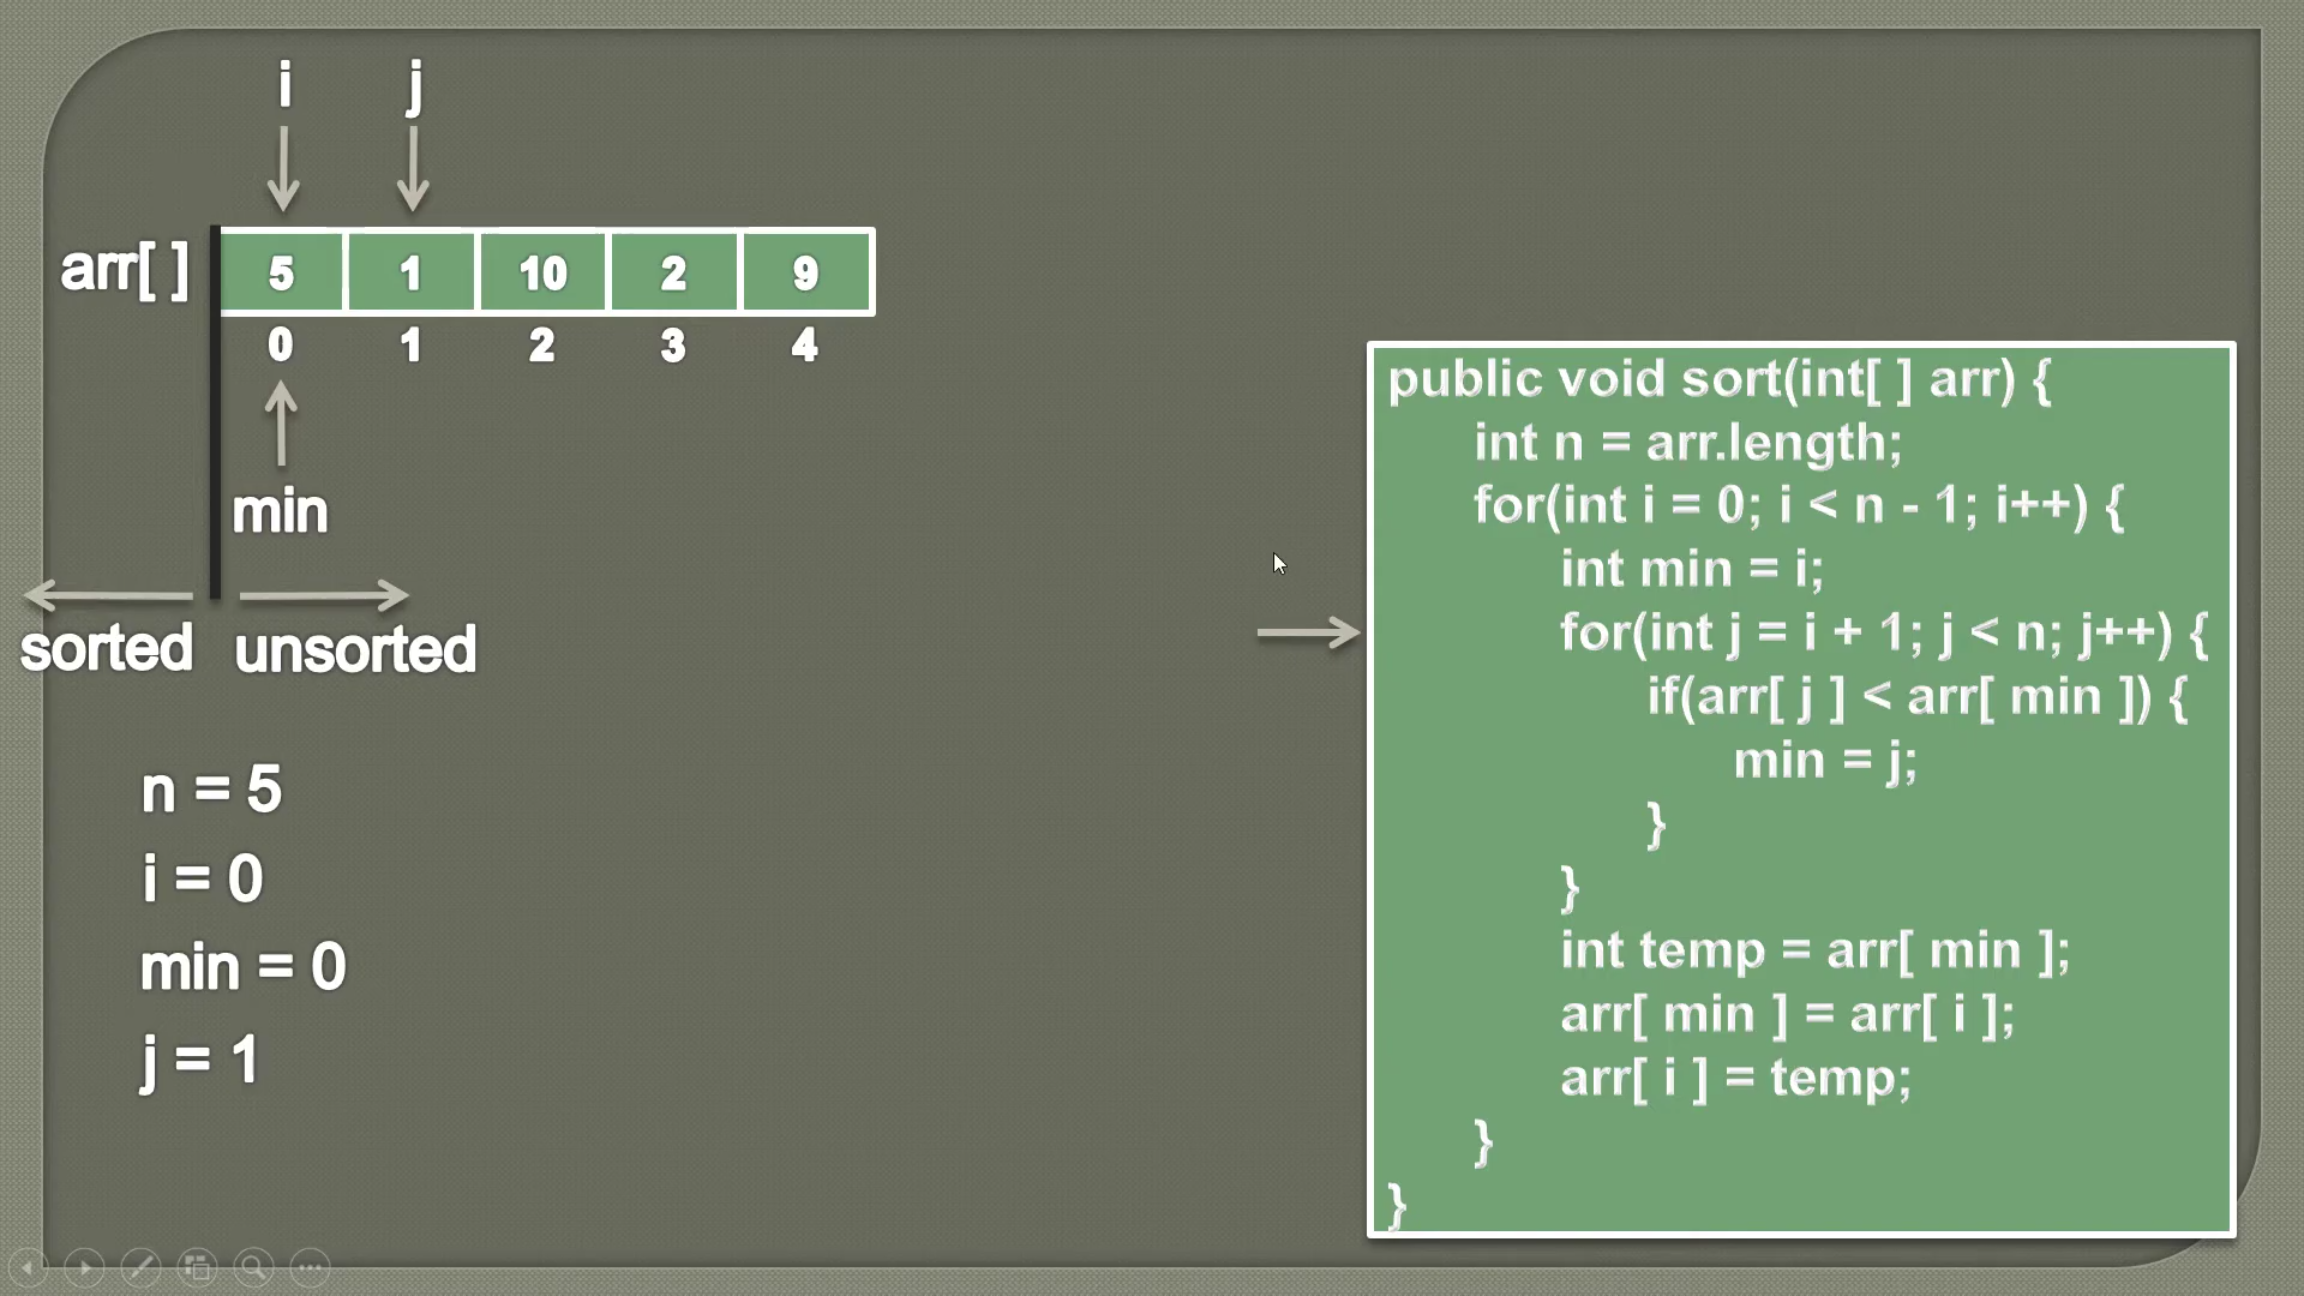 i j
arr[ ] 5 1 10 2 9
0 1 2 3 4
min
sorted unsorted
n = 5
i = 0
min = 0
j = 1
public void sort(int[ ] arr) {
int n = arr.length;
for(int i = 0; i < n - 1; i++) {
int min = i;
for(int j = i + 1; j < n; j++) {
if(arr[ j ] < arr[ min ]) {
min = j;
}
}
int temp = arr[ min ];
arr[ min ] = arr[ i ];
arr[ i ] = temp;
}
}